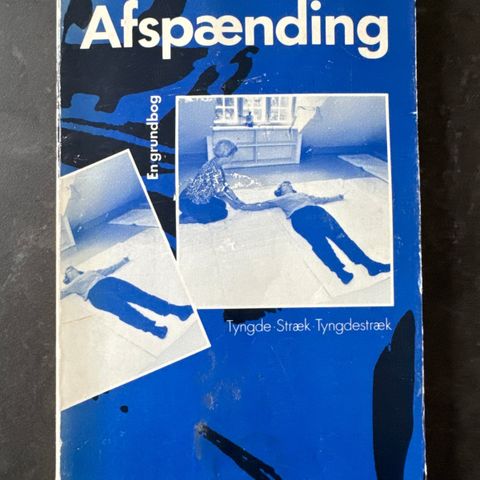 Afspænding
En grundbog
Tyngde · Stræk · Tyngdestræk